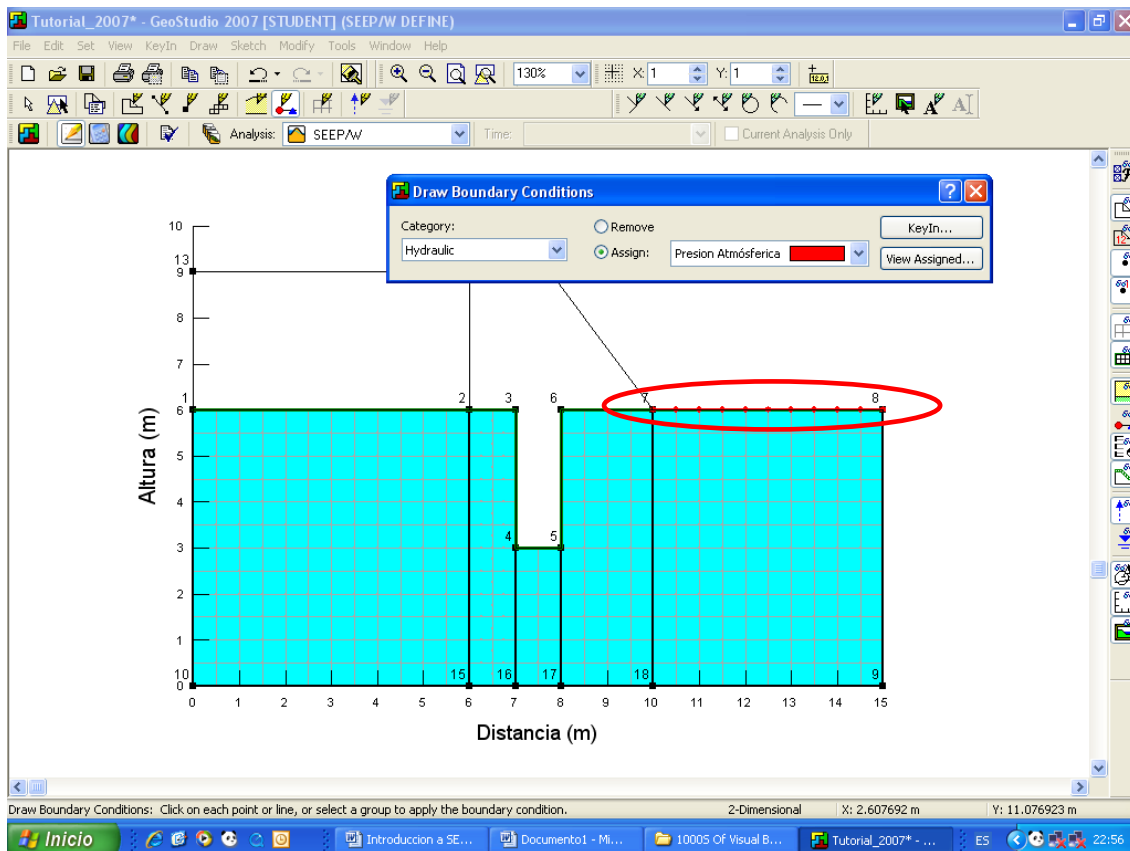 Tutorial_2007* - GeoStudio 2007 [STUDENT] (SEEP/W DEFINE)
File Edit Set View KeyIn Draw Sketch Modify Tools Window Help
130% X: 1 Y: 1 12.0,1
A AI
Analysis: SEEP/W Time: Current Analysis Only
Draw Boundary Conditions
Category:
Hydraulic
Remove
Assign: Presion Atmósferica
KeyIn...
View Assigned...
10
13
9
8
7
1 2 3 6 7 8
6
5
4 5
4
3
2
1
10 15 16 17 18 9
0
Altura (m)
0 1 2 3 4 5 6 7 8 9 10 11 12 13 14 15
Distancia (m)
Draw Boundary Conditions: Click on each point or line, or select a group to apply the boundary condition. 2-Dimensional X: 2.607692 m Y: 11.076923 m
Inicio Introduccion a SE... Documento1 - Mi... 1000S Of Visual B... Tutorial_2007* - ... ES 22:56